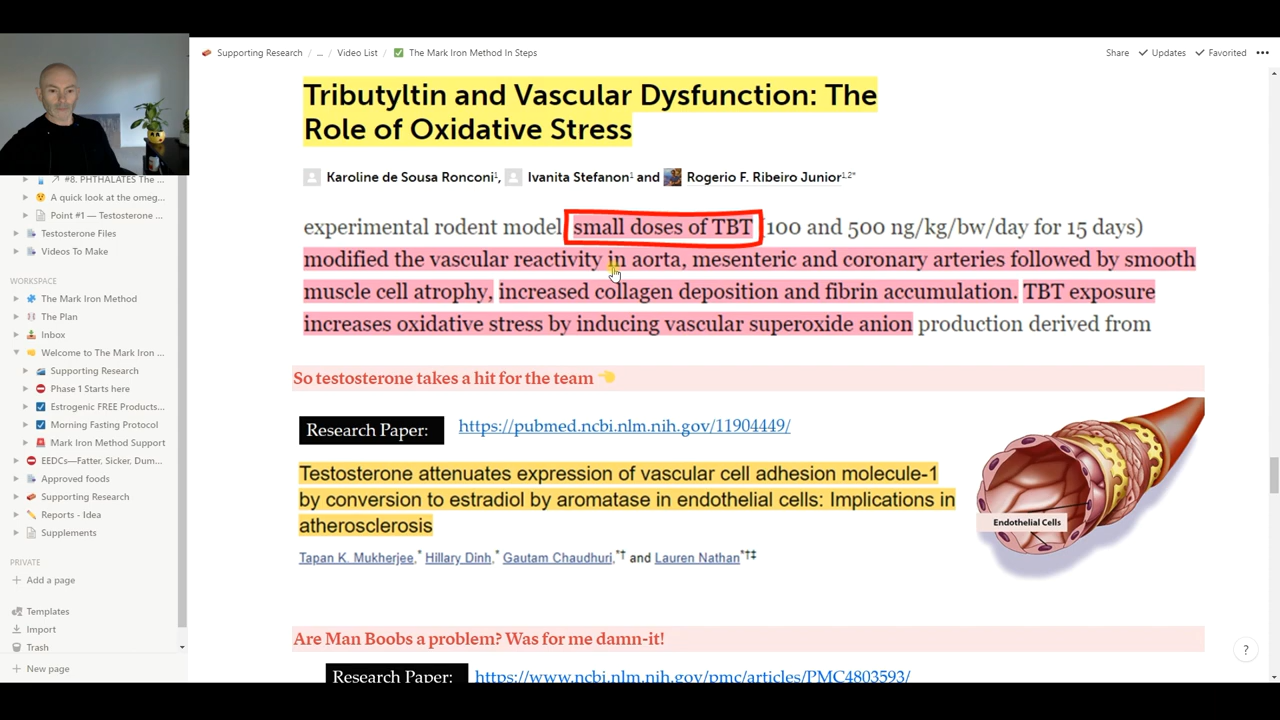 Supporting Research / ... / Video List / The Mark Iron Method In Steps
Share Updates Favorited •••
Tributyltin and Vascular Dysfunction: The
Role of Oxidative Stress
Karoline de Sousa Ronconi¹, Ivanita Stefanon¹ and Rogerio F. Ribeiro Junior¹,²*
experimental rodent model small doses of TBT 100 and 500 ng/kg/bw/day for 15 days)
modified the vascular reactivity in aorta, mesenteric and coronary arteries followed by smooth
muscle cell atrophy, increased collagen deposition and fibrin accumulation. TBT exposure
increases oxidative stress by inducing vascular superoxide anion production derived from
So testosterone takes a hit for the team
Research Paper: https://pubmed.ncbi.nlm.nih.gov/11904449/
Testosterone attenuates expression of vascular cell adhesion molecule-1
by conversion to estradiol by aromatase in endothelial cells: Implications in
atherosclerosis
Tapan K. Mukherjee,* Hillary Dinh,* Gautam Chaudhuri,*† and Lauren Nathan*†‡
Endothelial Cells
Are Man Boobs a problem? Was for me damn-it!
Research Paper: https://www.ncbi.nlm.nih.gov/pmc/articles/PMC4803593/
#8. PHTHALATES The ...
A quick look at the omeg...
Point #1 — Testosterone ...
Testosterone Files
Videos To Make
WORKSPACE
The Mark Iron Method
The Plan
Inbox
Welcome to The Mark Iron ...
Supporting Research
Phase 1 Starts here
Estrogenic FREE Products...
Morning Fasting Protocol
Mark Iron Method Support
EEDCs—Fatter, Sicker, Dum...
Approved foods
Supporting Research
Reports - Idea
Supplements
PRIVATE
Add a page
Templates
Import
Trash
New page
?